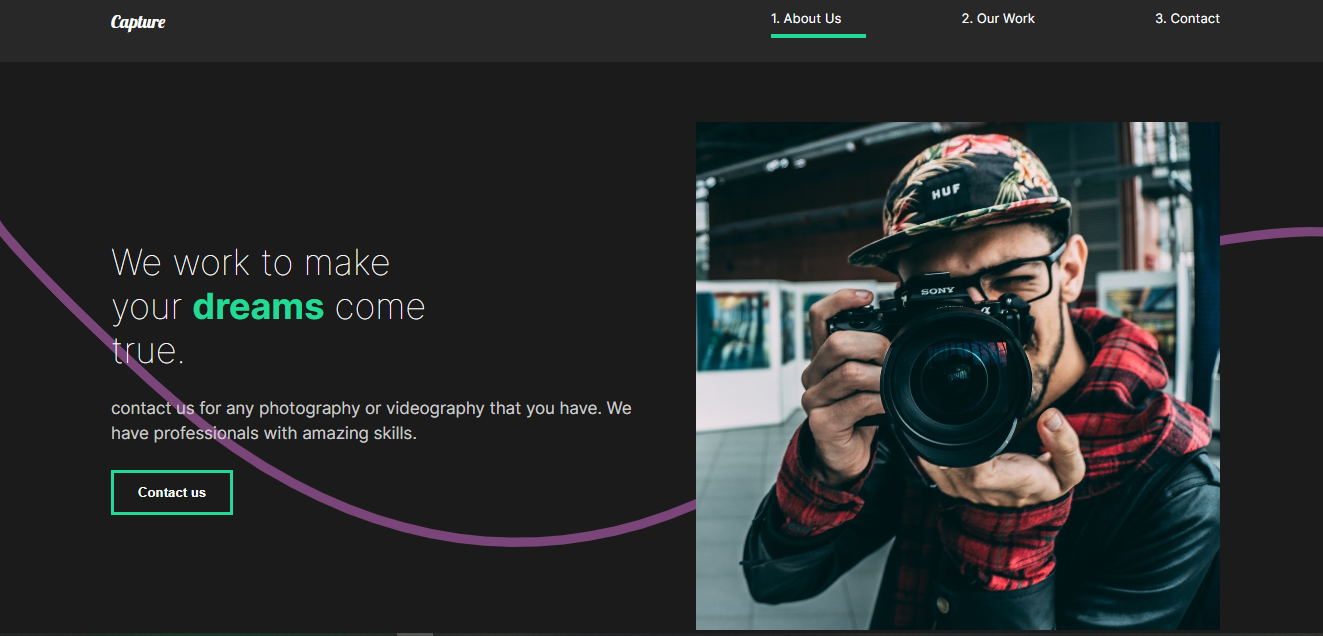 Capture
1. About Us
2. Our Work
3. Contact
We work to make
your dreams come
true.
contact us for any photography or videography that you have. We
have professionals with amazing skills.
Contact us
HUF
SONY
α